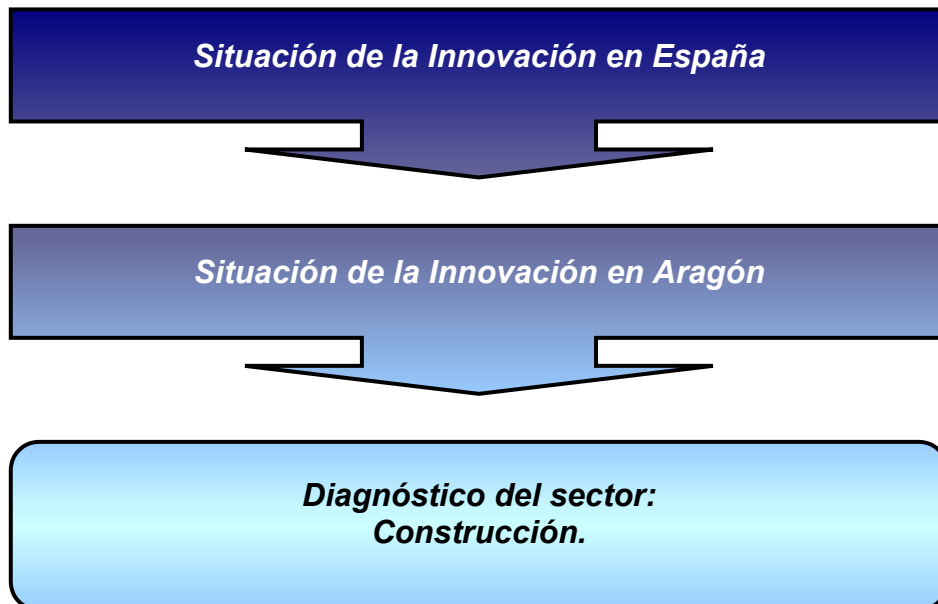 Situación de la Innovación en España
Situación de la Innovación en Aragón
Diagnóstico del sector:
Construcción.